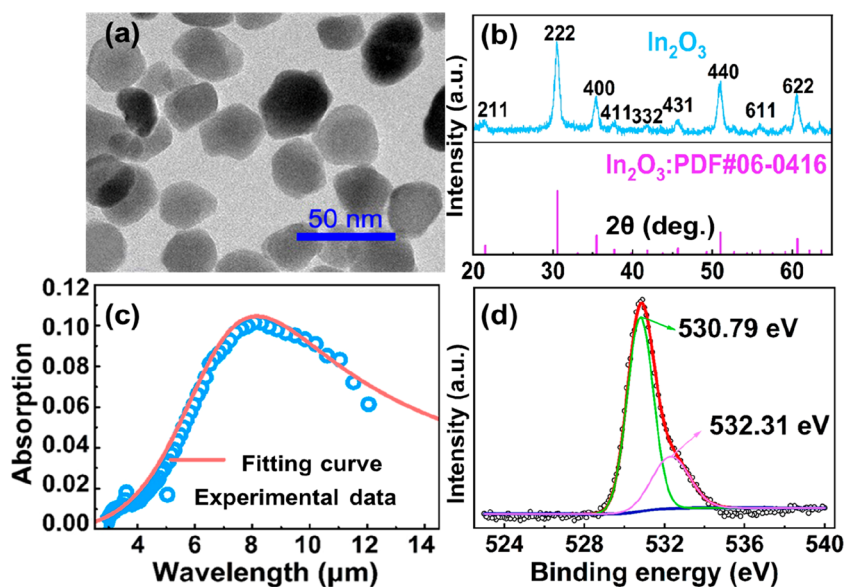 (a)
50 nm
(b)
In₂O₃
222
440
400
622
211
411
332
431
611
In₂O₃:PDF#06-0416
2θ (deg.)
Intensity (a.u.)
20 30 40 50 60
(c)
0.12
0.10
0.08
0.06
0.04
0.02
0.00
Absorption
Fitting curve
Experimental data
4 6 8 10 12 14
Wavelength (μm)
(d)
530.79 eV
532.31 eV
Intensity (a.u.)
524 528 532 536 540
Binding energy (eV)